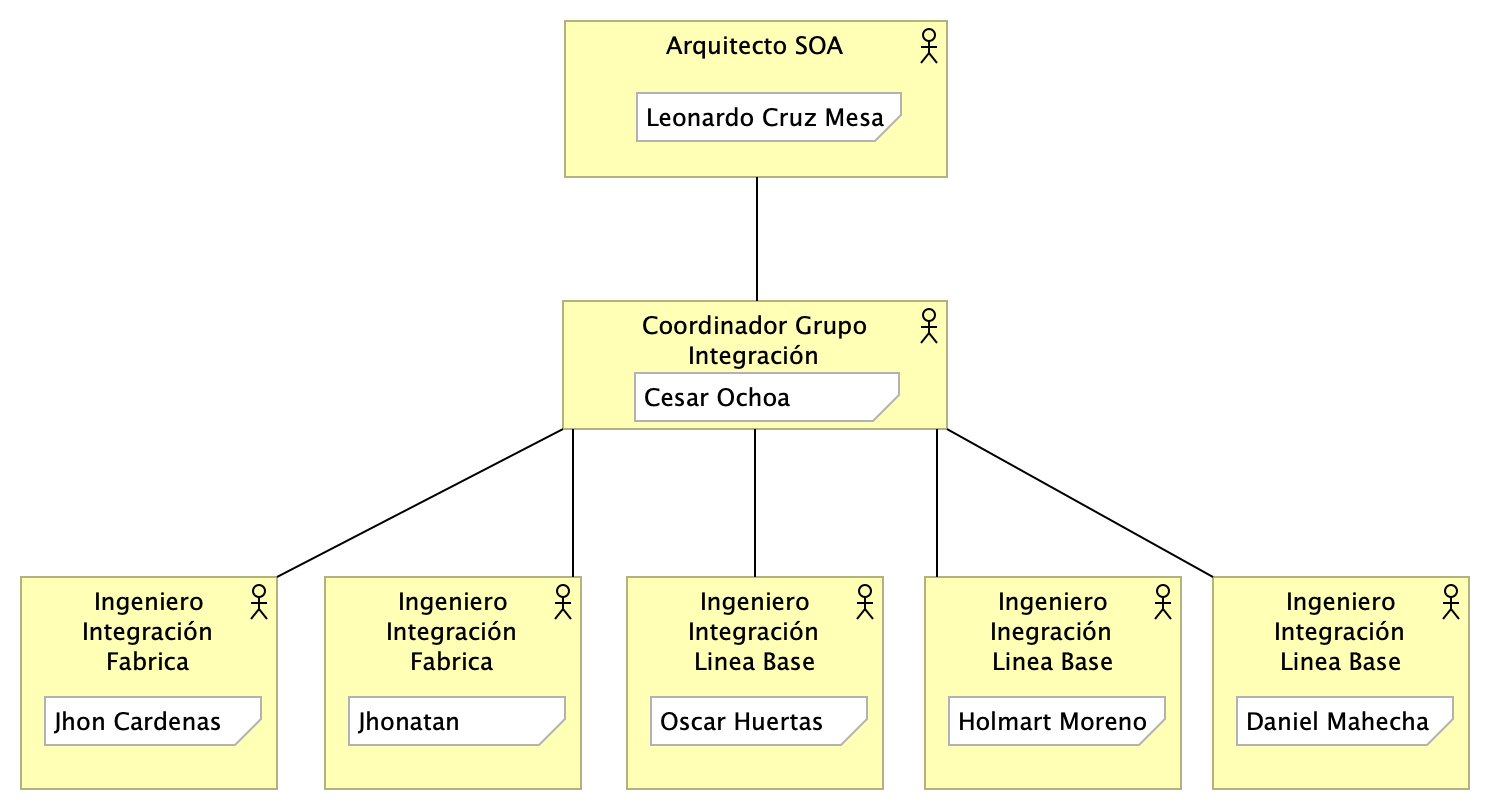 Arquitecto SOA
Leonardo Cruz Mesa
Coordinador Grupo
Integración
Cesar Ochoa
Ingeniero
Integración
Fabrica
Jhon Cardenas
Ingeniero
Integración
Fabrica
Jhonatan
Ingeniero
Integración
Linea Base
Oscar Huertas
Ingeniero
Inegración
Linea Base
Holmart Moreno
Ingeniero
Integración
Linea Base
Daniel Mahecha